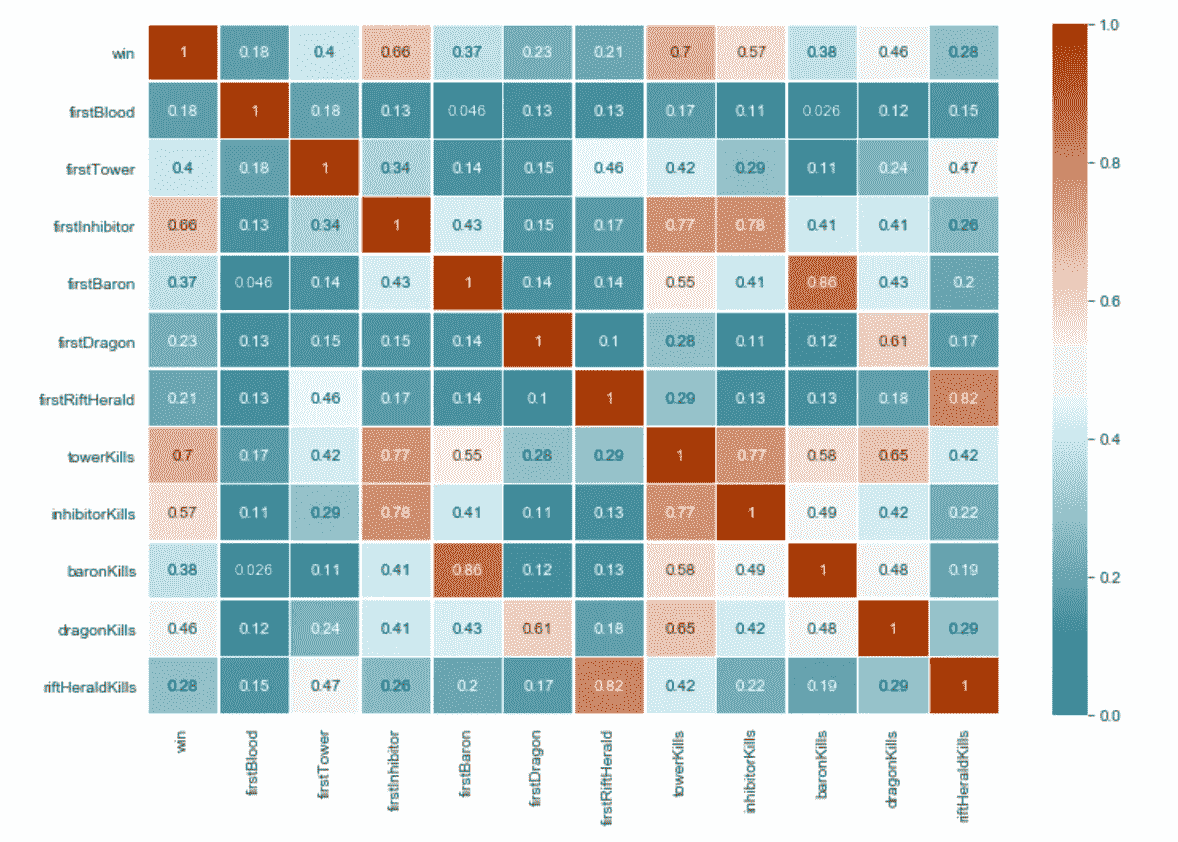 win 1 0.18 0.4 0.66 0.37 0.23 0.21 0.7 0.57 0.38 0.46 0.28
firstBlood 0.18 1 0.18 0.13 0.046 0.13 0.13 0.17 0.11 0.026 0.12 0.15
firstTower 0.4 0.18 1 0.34 0.14 0.15 0.46 0.42 0.29 0.11 0.24 0.47
firstInhibitor 0.66 0.13 0.34 1 0.43 0.15 0.17 0.77 0.78 0.41 0.41 0.26
firstBaron 0.37 0.046 0.14 0.43 1 0.14 0.14 0.55 0.41 0.86 0.43 0.2
firstDragon 0.23 0.13 0.15 0.15 0.14 1 0.1 0.28 0.11 0.12 0.61 0.17
firstRiftHerald 0.21 0.13 0.46 0.17 0.14 0.1 1 0.29 0.13 0.13 0.18 0.82
towerKills 0.7 0.17 0.42 0.77 0.55 0.28 0.29 1 0.77 0.58 0.65 0.42
inhibitorKills 0.57 0.11 0.29 0.78 0.41 0.11 0.13 0.77 1 0.49 0.42 0.22
baronKills 0.38 0.026 0.11 0.41 0.86 0.12 0.13 0.58 0.49 1 0.48 0.19
dragonKills 0.46 0.12 0.24 0.41 0.43 0.61 0.18 0.65 0.42 0.48 1 0.29
riftHeraldKills 0.28 0.15 0.47 0.26 0.2 0.17 0.82 0.42 0.22 0.19 0.29 1
win firstBlood firstTower firstInhibitor firstBaron firstDragon firstRiftHerald towerKills inhibitorKills baronKills dragonKills riftHeraldKills
1.0
0.8
0.6
0.4
0.2
0.0